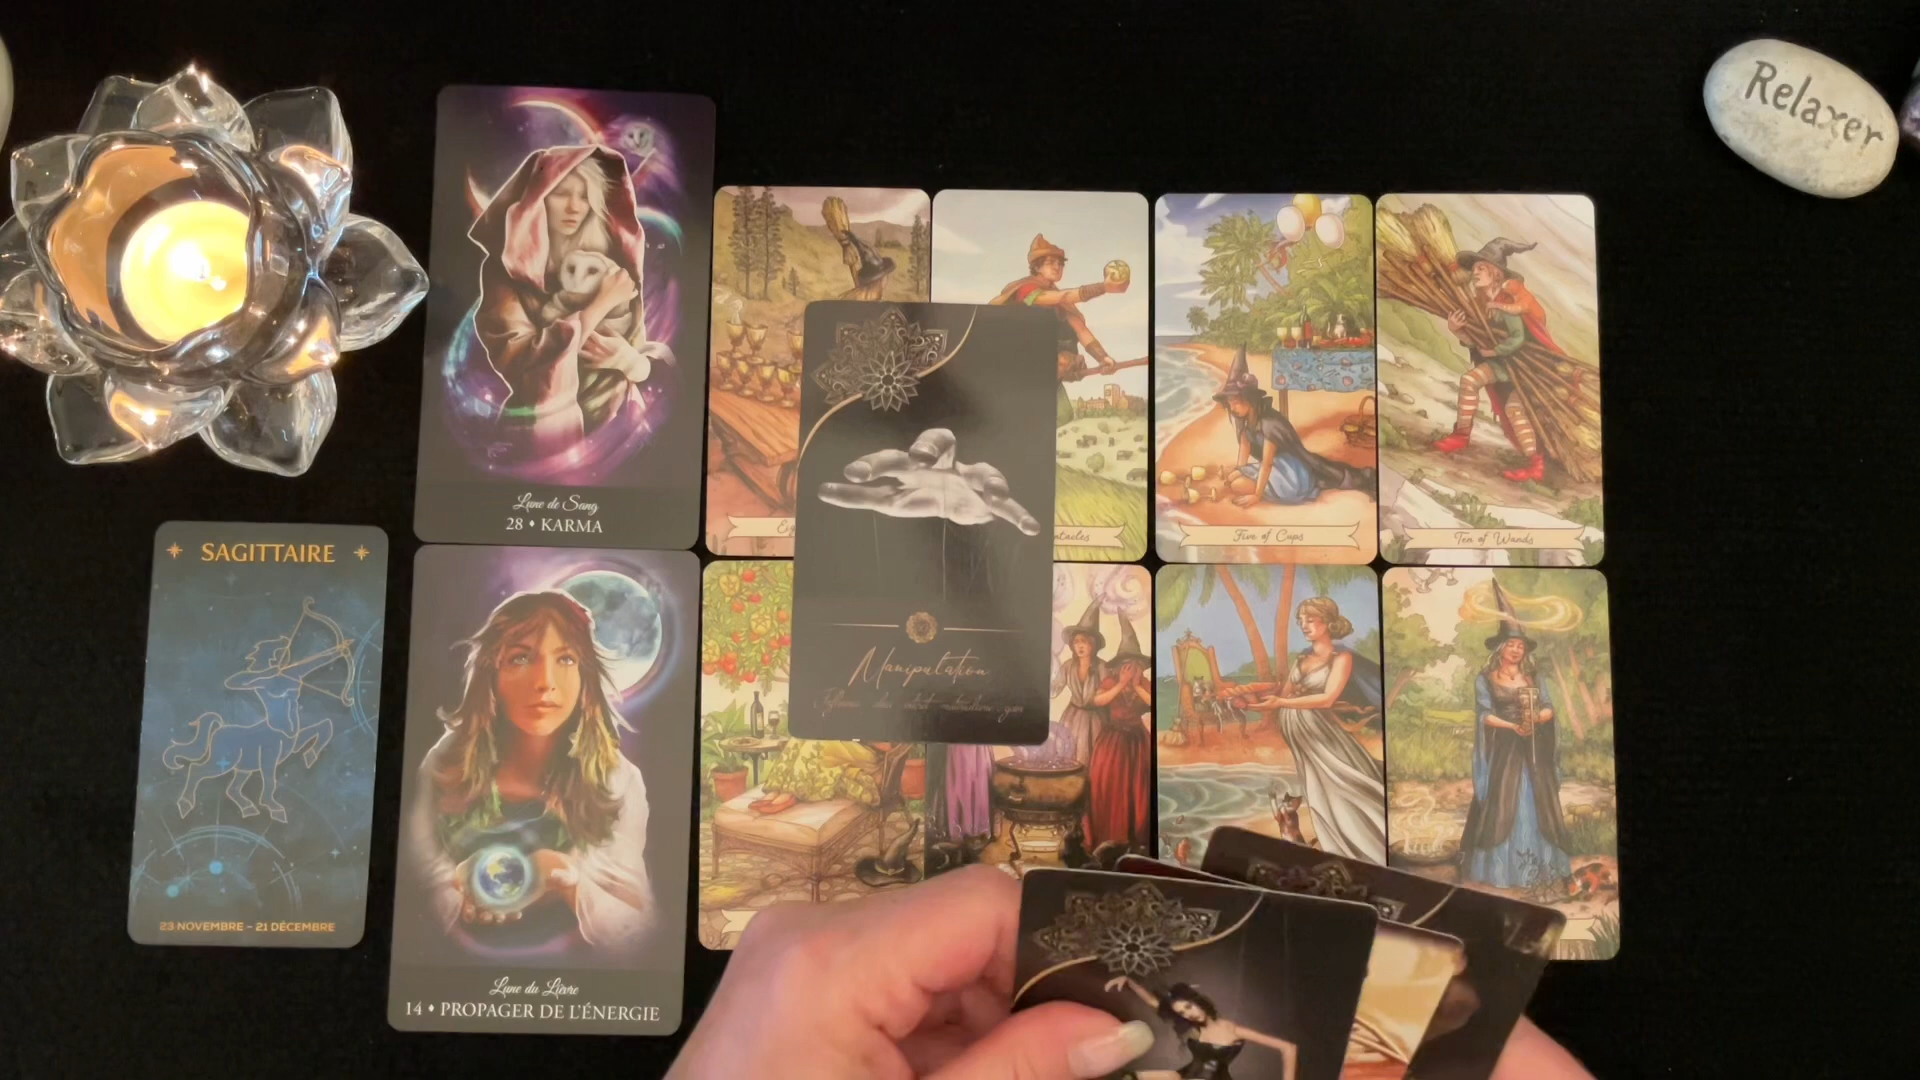 Relaxer
Lune de Sang
28 • KARMA
Five of Cups
Ten of Wands
SAGITTAIRE
23 NOVEMBRE - 21 DÉCEMBRE
Manipulation
Lune du Lièvre
14 • PROPAGER DE L'ÉNERGIE